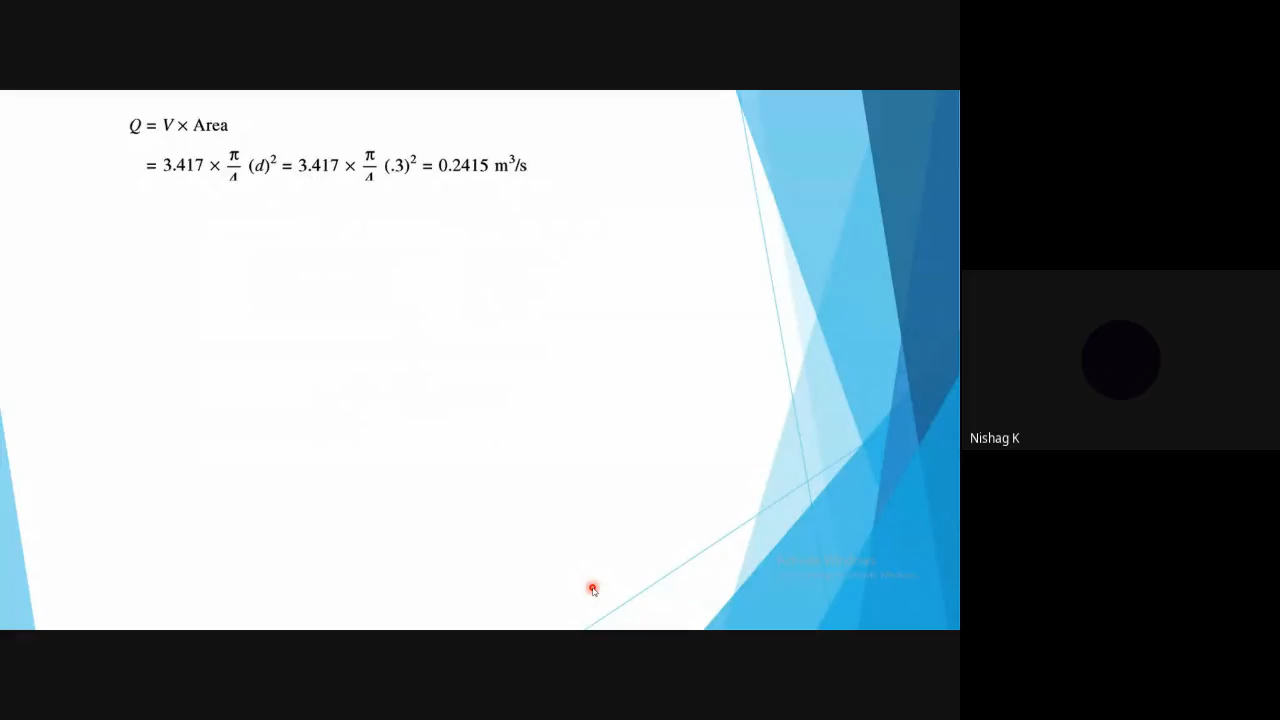 Q = V × Area
= 3.417 × π/4 (d)² = 3.417 × π/4 (.3)² = 0.2415 m³/s
Nishag K